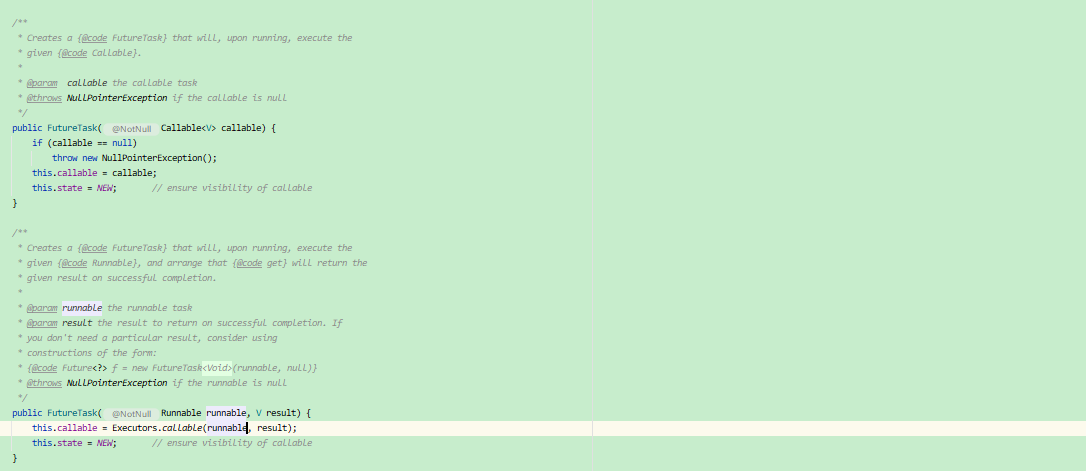 /**
 * Creates a {@code FutureTask} that will, upon running, execute the
 * given {@code Callable}.
 *
 * @param  callable the callable task
 * @throws NullPointerException if the callable is null
 */
public FutureTask( @NotNull Callable<V> callable) {
    if (callable == null)
        throw new NullPointerException();
    this.callable = callable;
    this.state = NEW;       // ensure visibility of callable
}
/**
 * Creates a {@code FutureTask} that will, upon running, execute the
 * given {@code Runnable}, and arrange that {@code get} will return the
 * given result on successful completion.
 *
 * @param runnable the runnable task
 * @param result the result to return on successful completion. If
 * you don't need a particular result, consider using
 * constructions of the form:
 * {@code Future<?> f = new FutureTask<Void>(runnable, null)}
 * @throws NullPointerException if the runnable is null
 */
public FutureTask( @NotNull Runnable runnable, V result) {
    this.callable = Executors.callable(runnable, result);
    this.state = NEW;       // ensure visibility of callable
}